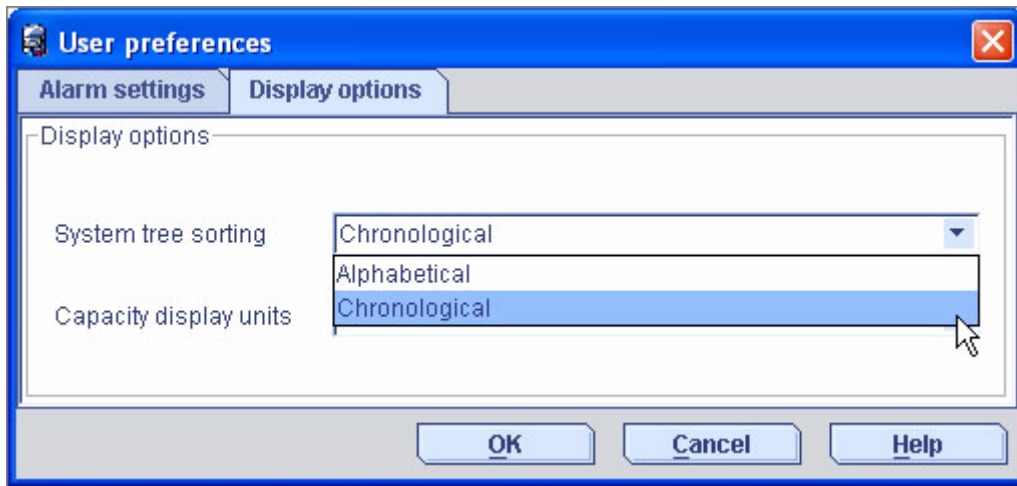 User preferences
Alarm settings
Display options
Display options
System tree sorting
Chronological
Alphabetical
Chronological
Capacity display units
OK
Cancel
Help